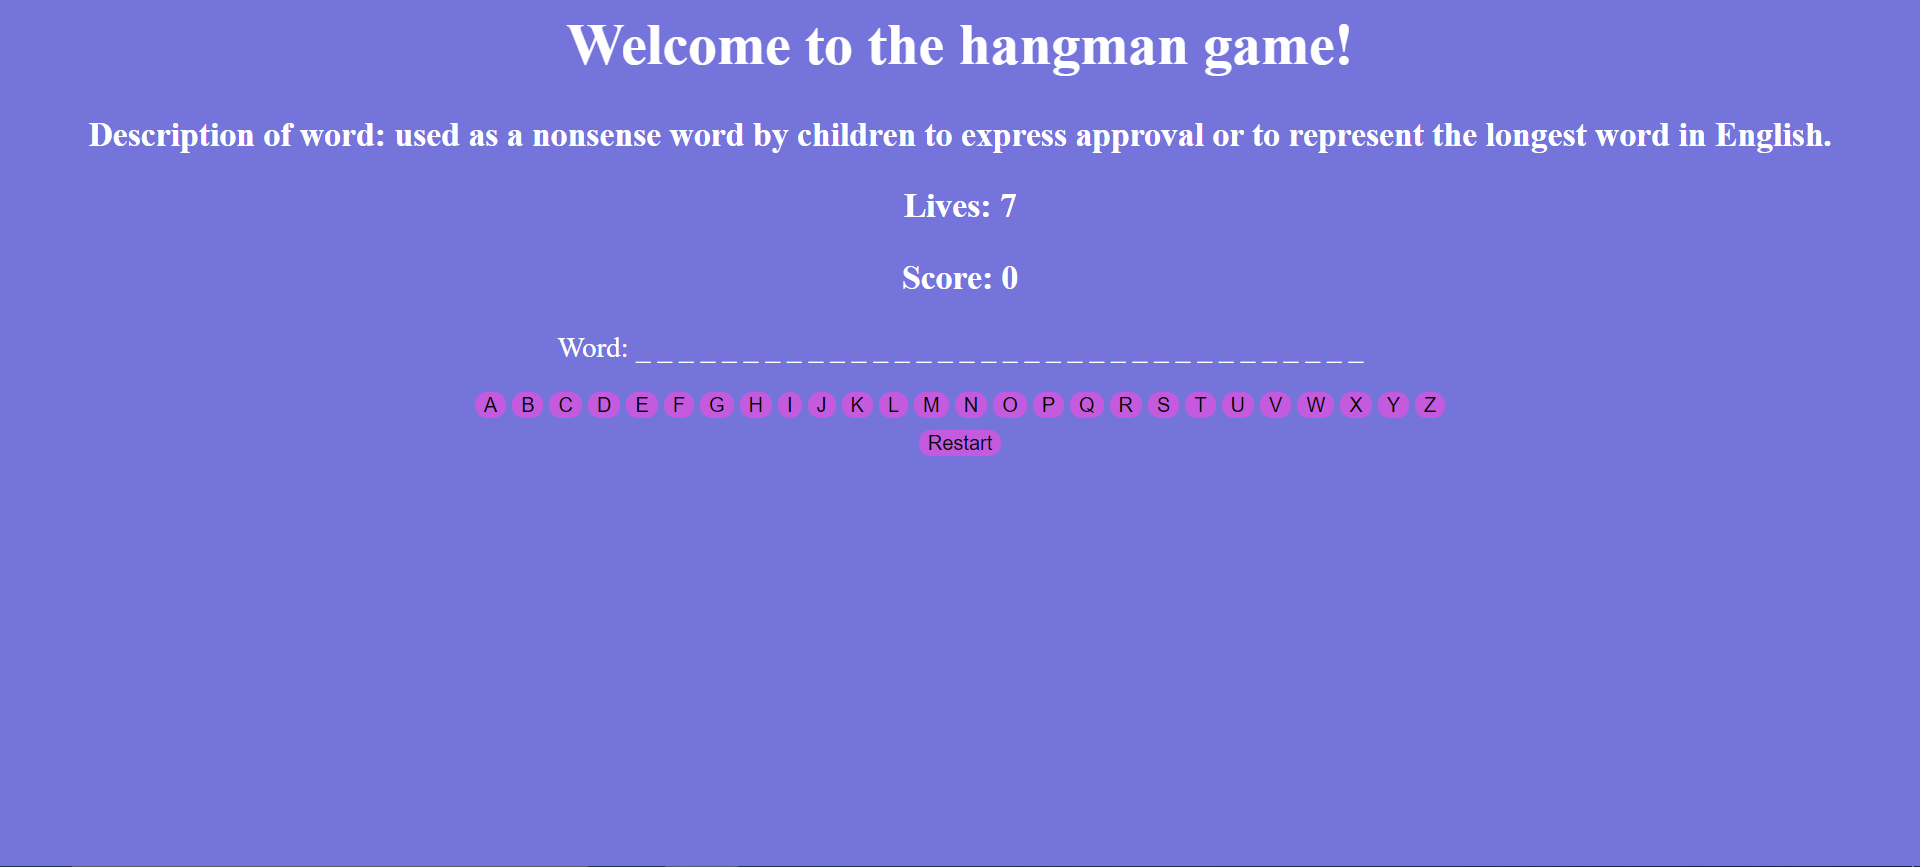 Welcome to the hangman game!
Description of word: used as a nonsense word by children to express approval or to represent the longest word in English.
Lives: 7
Score: 0
Word: _ _ _ _ _ _ _ _ _ _ _ _ _ _ _ _ _ _ _ _ _ _ _ _ _ _ _ _ _ _ _ _ _ _
A B C D E F G H I J K L M N O P Q R S T U V W X Y Z
Restart